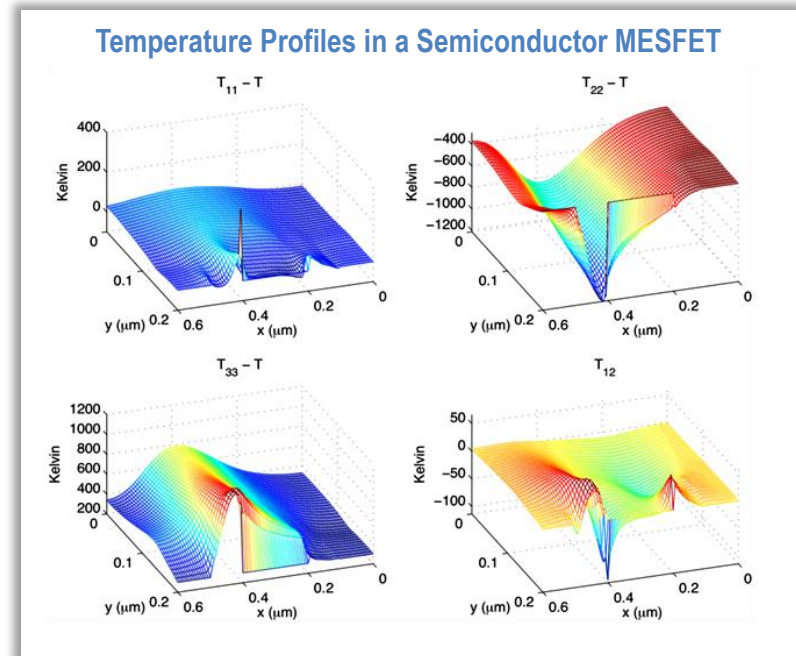 Temperature Profiles in a Semiconductor MESFET
T11 − T
400
200
0
Kelvin
0
0.1
0.2
y (μm)
0.6
0.4
0.2
0
x (μm)
T22 − T
−400
−600
−800
−1000
−1200
Kelvin
0
0.1
0.2
y (μm)
0.6
0.4
0.2
0
x (μm)
T33 − T
1200
1000
800
600
400
200
Kelvin
0
0.1
0.2
y (μm)
0.6
0.4
0.2
0
x (μm)
T12
50
0
−50
−100
Kelvin
0
0.1
0.2
y (μm)
0.6
0.4
0.2
0
x (μm)